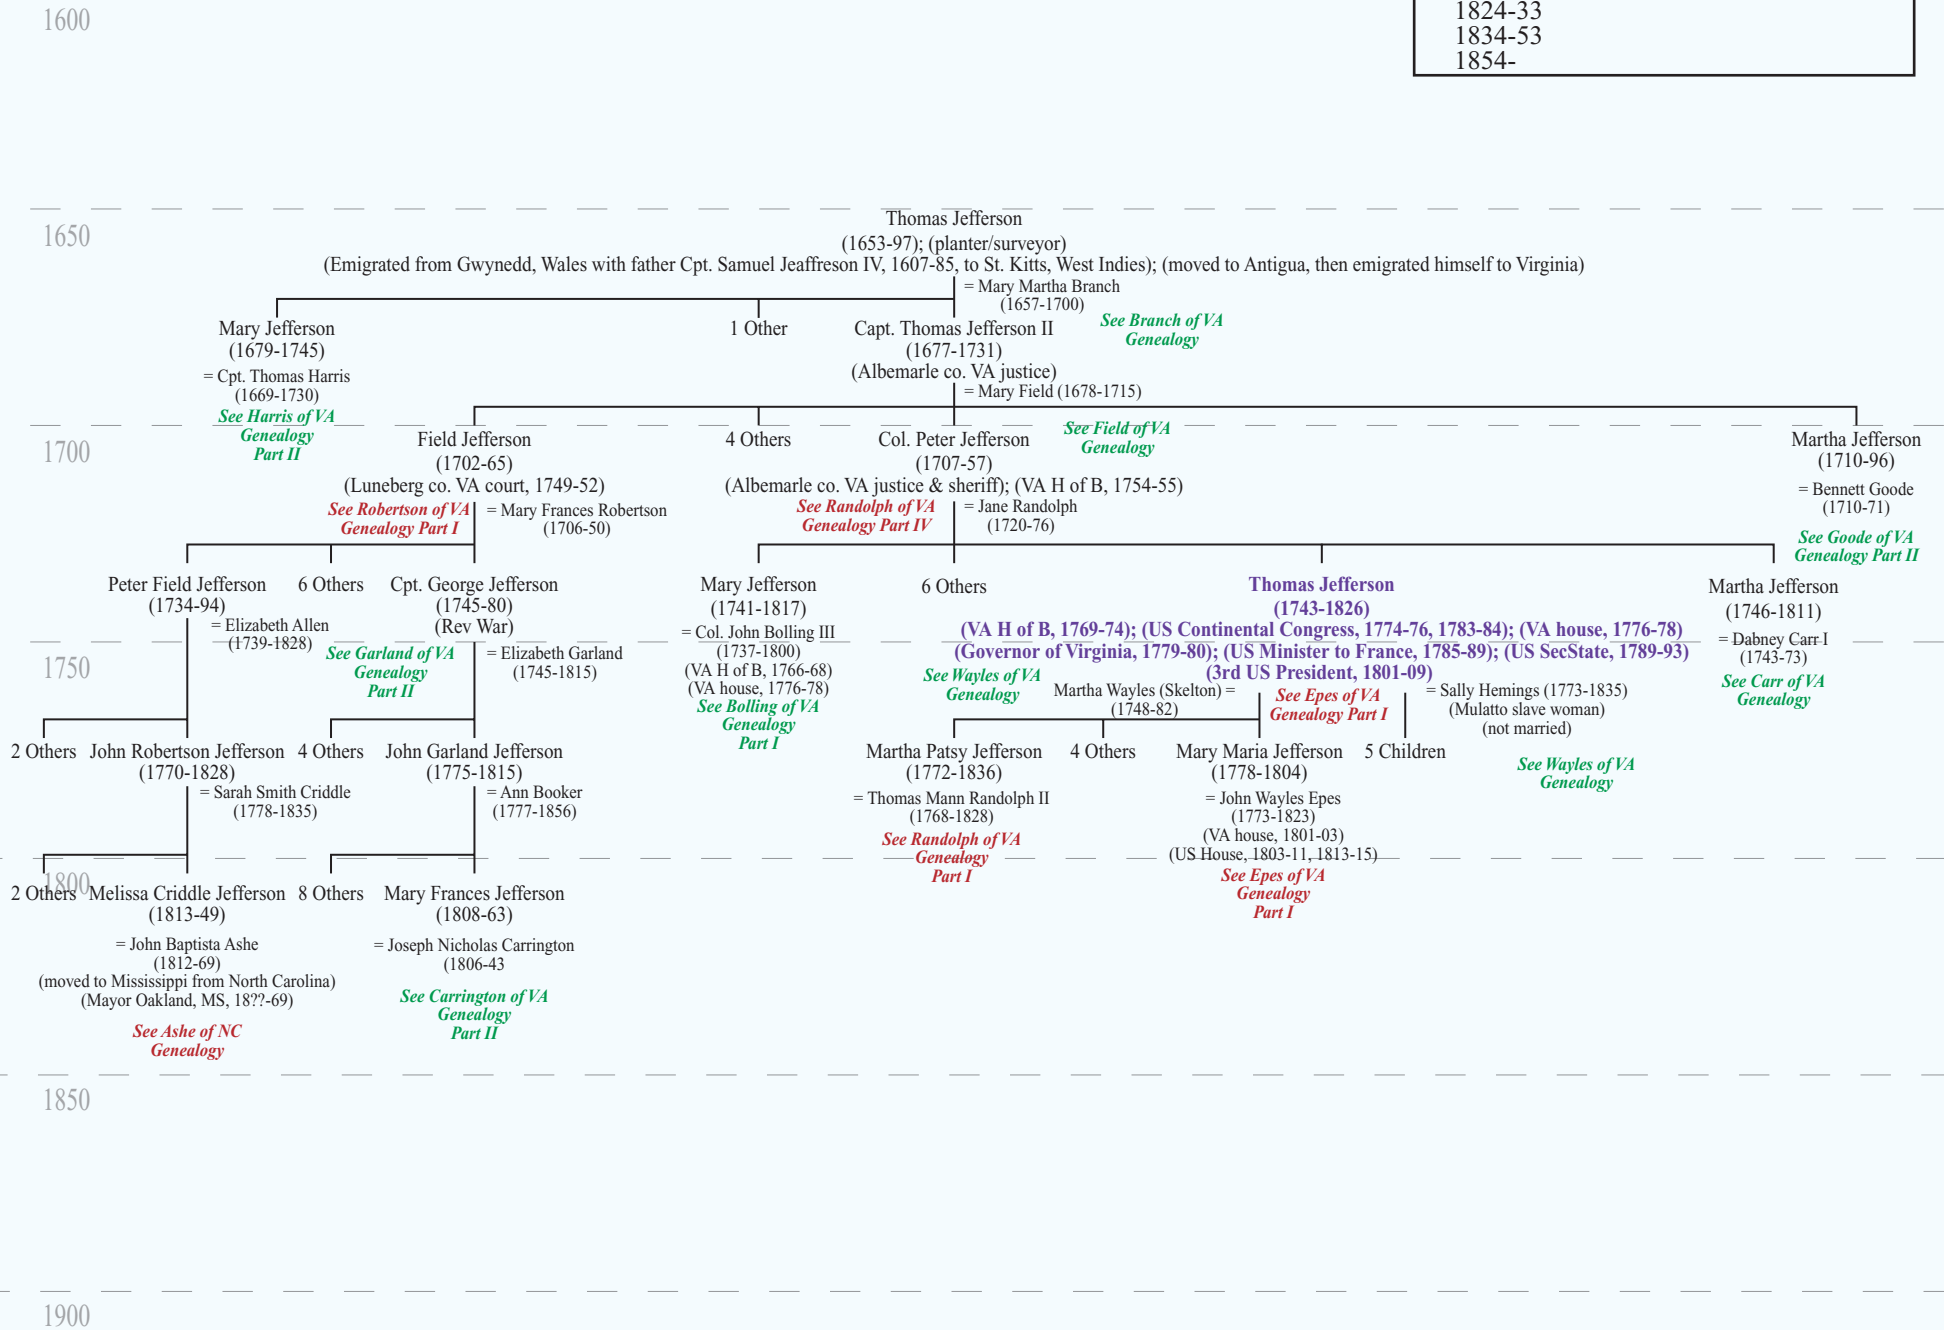 1600
1824-33
1834-53
1854-
1650
Thomas Jefferson
(1653-97); (planter/surveyor)
(Emigrated from Gwynedd, Wales with father Cpt. Samuel Jeaffreson IV, 1607-85, to St. Kitts, West Indies); (moved to Antigua, then emigrated himself to Virginia)
= Mary Martha Branch
(1657-1700)
See Branch of VA
Genealogy
Mary Jefferson
(1679-1745)
= Cpt. Thomas Harris
(1669-1730)
See Harris of VA
Genealogy
Part II
1 Other
Capt. Thomas Jefferson II
(1677-1731)
(Albemarle co. VA justice)
= Mary Field (1678-1715)
See Field of VA
Genealogy
1700
Field Jefferson
(1702-65)
(Luneberg co. VA court, 1749-52)
See Robertson of VA
Genealogy Part I
= Mary Frances Robertson
(1706-50)
4 Others
Col. Peter Jefferson
(1707-57)
(Albemarle co. VA justice & sheriff); (VA H of B, 1754-55)
See Randolph of VA
Genealogy Part IV
= Jane Randolph
(1720-76)
Martha Jefferson
(1710-96)
= Bennett Goode
(1710-71)
See Goode of VA
Genealogy Part II
Peter Field Jefferson
(1734-94)
= Elizabeth Allen
(1739-1828)
6 Others
Cpt. George Jefferson
(1745-80)
(Rev War)
See Garland of VA
Genealogy
Part II
= Elizabeth Garland
(1745-1815)
Mary Jefferson
(1741-1817)
= Col. John Bolling III
(1737-1800)
(VA H of B, 1766-68)
(VA house, 1776-78)
See Bolling of VA
Genealogy
Part I
6 Others
Thomas Jefferson
(1743-1826)
(VA H of B, 1769-74); (US Continental Congress, 1774-76, 1783-84); (VA house, 1776-78)
(Governor of Virginia, 1779-80); (US Minister to France, 1785-89); (US SecState, 1789-93)
(3rd US President, 1801-09)
See Wayles of VA
Genealogy
Martha Wayles (Skelton) =
(1748-82)
See Epes of VA
Genealogy Part I
= Sally Hemings (1773-1835)
(Mulatto slave woman)
(not married)
See Wayles of VA
Genealogy
Martha Jefferson
(1746-1811)
= Dabney Carr I
(1743-73)
See Carr of VA
Genealogy
1750
2 Others
John Robertson Jefferson
(1770-1828)
= Sarah Smith Criddle
(1778-1835)
4 Others
John Garland Jefferson
(1775-1815)
= Ann Booker
(1777-1856)
Martha Patsy Jefferson
(1772-1836)
= Thomas Mann Randolph II
(1768-1828)
See Randolph of VA
Genealogy
Part I
4 Others
Mary Maria Jefferson
(1778-1804)
= John Wayles Epes
(1773-1823)
(VA house, 1801-03)
(US House, 1803-11, 1813-15)
See Epes of VA
Genealogy
Part I
5 Children
1800
2 Others
Melissa Criddle Jefferson
(1813-49)
= John Baptista Ashe
(1812-69)
(moved to Mississippi from North Carolina)
(Mayor Oakland, MS, 18??-69)
See Ashe of NC
Genealogy
8 Others
Mary Frances Jefferson
(1808-63)
= Joseph Nicholas Carrington
(1806-43
See Carrington of VA
Genealogy
Part II
1850
1900